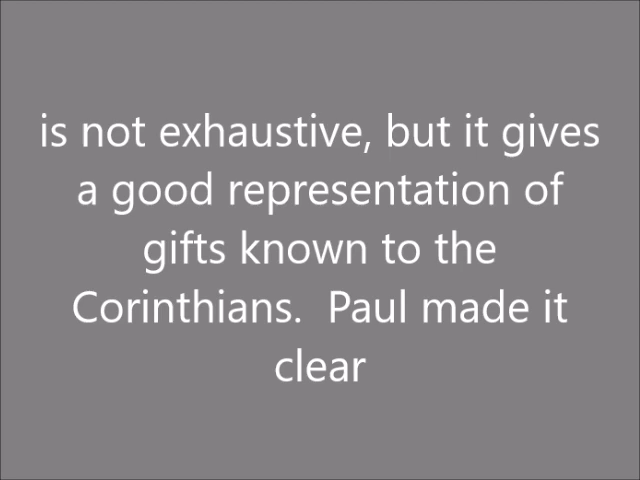 is not exhaustive, but it gives
a good representation of
gifts known to the
Corinthians.  Paul made it
clear